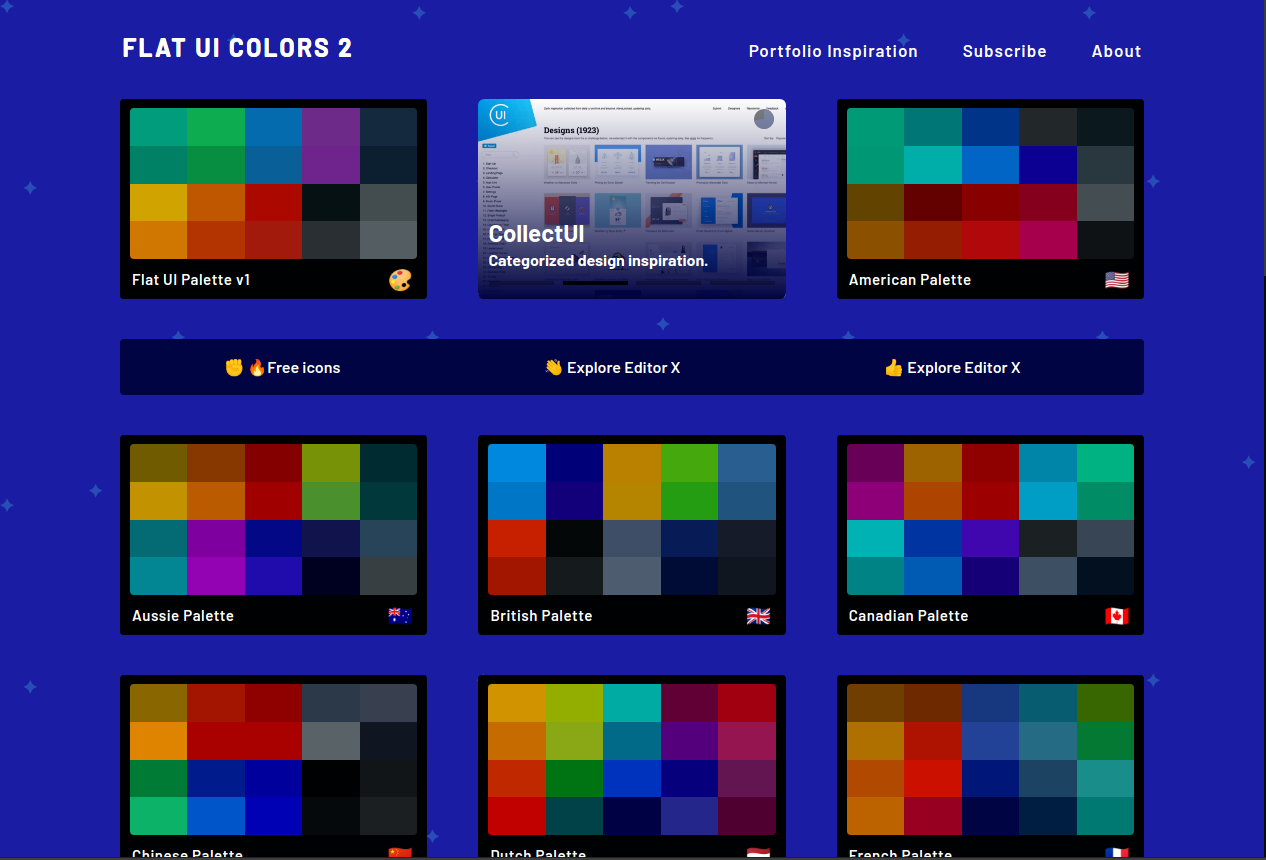 FLAT UI COLORS 2
Portfolio Inspiration
Subscribe
About
UI
Designs (1923)
CollectUI
Categorized design inspiration.
Flat UI Palette v1
American Palette
Free icons
Explore Editor X
Explore Editor X
Aussie Palette
British Palette
Canadian Palette
Chinese Palette
Dutch Palette
French Palette